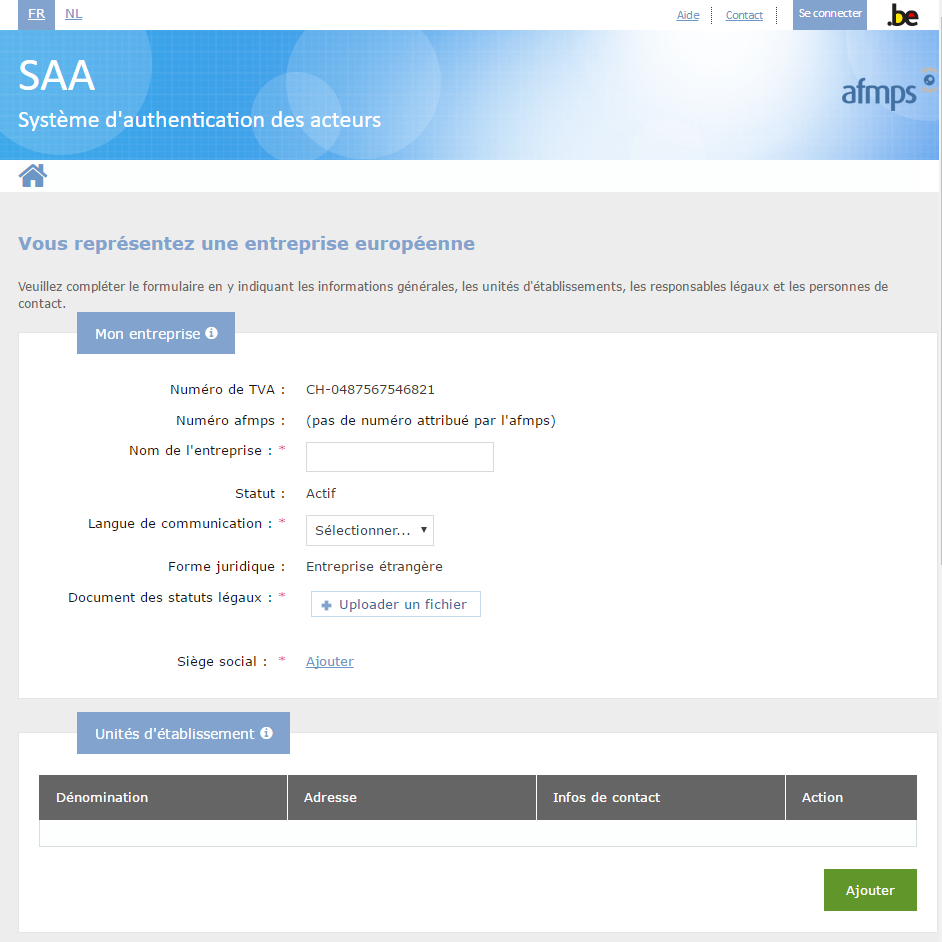 FR NL Aide Contact Se connecter .be
SAA
Système d'authentication des acteurs
afmps
Vous représentez une entreprise européenne
Veuillez compléter le formulaire en y indiquant les informations générales, les unités d'établissements, les responsables légaux et les personnes de
contact.
Mon entreprise
Numéro de TVA : CH-0487567546821
Numéro afmps : (pas de numéro attribué par l'afmps)
Nom de l'entreprise : *
Statut : Actif
Langue de communication : * Sélectionner...
Forme juridique : Entreprise étrangère
Document des statuts légaux : * Uploader un fichier
Siège social : * Ajouter
Unités d'établissement
Dénomination Adresse Infos de contact Action
Ajouter